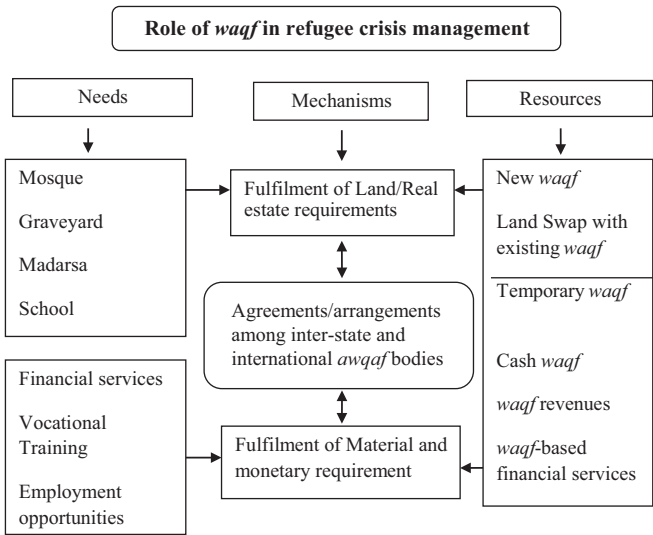 Role of waqf in refugee crisis management
Needs
Mechanisms
Resources
Mosque
Graveyard
Madarsa
School
Fulfilment of Land/Real
estate requirements
New waqf
Land Swap with
existing waqf
Temporary waqf
Cash waqf
waqf revenues
waqf-based
financial services
Agreements/arrangements
among inter-state and
international awqaf bodies
Financial services
Vocational
Training
Employment
opportunities
Fulfilment of Material and
monetary requirement